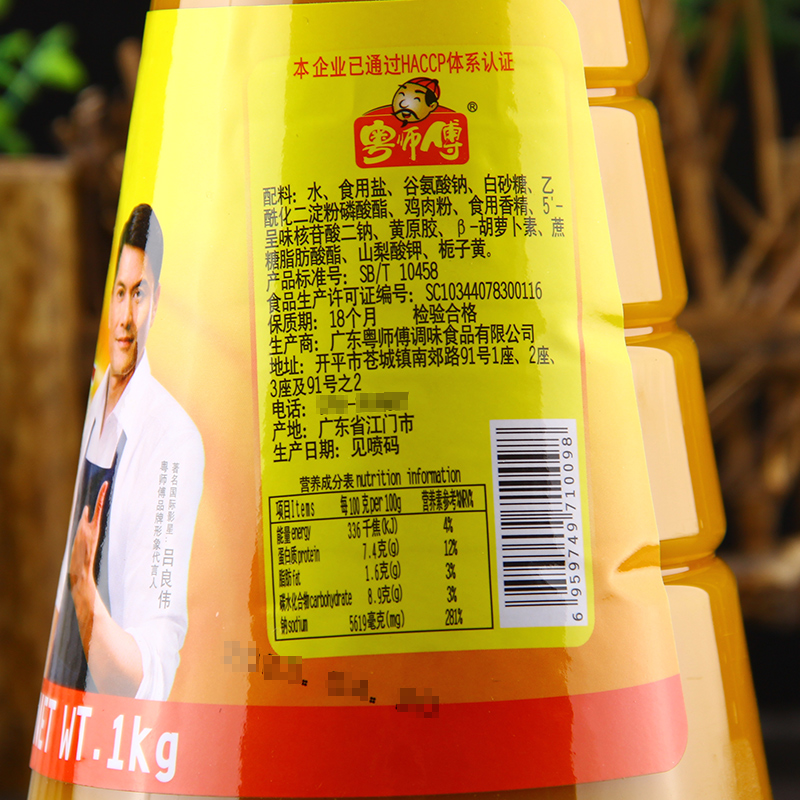 本企业已通过HACCP体系认证
®
粤师傅
配料：水、食用盐、谷氨酸钠、白砂糖、乙
酰化二淀粉磷酸酯、鸡肉粉、食用香精、5'-
呈味核苷酸二钠、黄原胶、β-胡萝卜素、蔗
糖脂肪酸酯、山梨酸钾、栀子黄。
产品标准号：SB/T 10458
食品生产许可证编号：SC10344078300116
保质期：18个月 检验合格
生产商：广东粤师傅调味食品有限公司
地址：开平市苍城镇南郊路91号1座、2座、
3座及91号之2
电话：
产地：广东省江门市
生产日期：见喷码
营养成分表nutrition information
项目Items 每100克per100g 营养素参考%NRV%
能量energy 336千焦(kJ) 4%
蛋白质protein 7.4克(g) 12%
脂肪fat 1.6克(g) 3%
碳水化合物carbohydrate 8.9克(g) 3%
钠sodium 5619毫克(mg) 281%
6959749710098
著名国际影星
粤师傅品牌形象代言人 吕良伟
NET WT.1kg